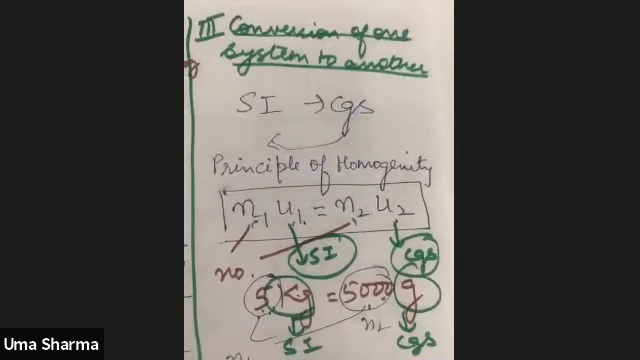 III Conversion of one
system to another
SI → cgs
Principle of Homogenity
n₁ u₁ = n₂ u₂
no. SI cgs
5 Kg = 5000 g
n₂
SI cgs
Uma Sharma